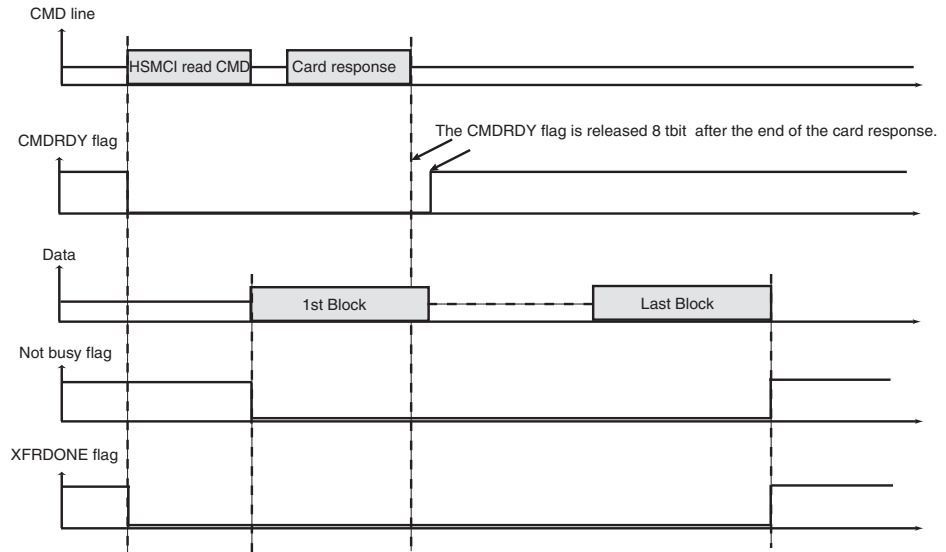 CMD line
HSMCI read CMD
Card response
The CMDRDY flag is released 8 tbit after the end of the card response.
CMDRDY flag
Data
1st Block
Last Block
Not busy flag
XFRDONE flag